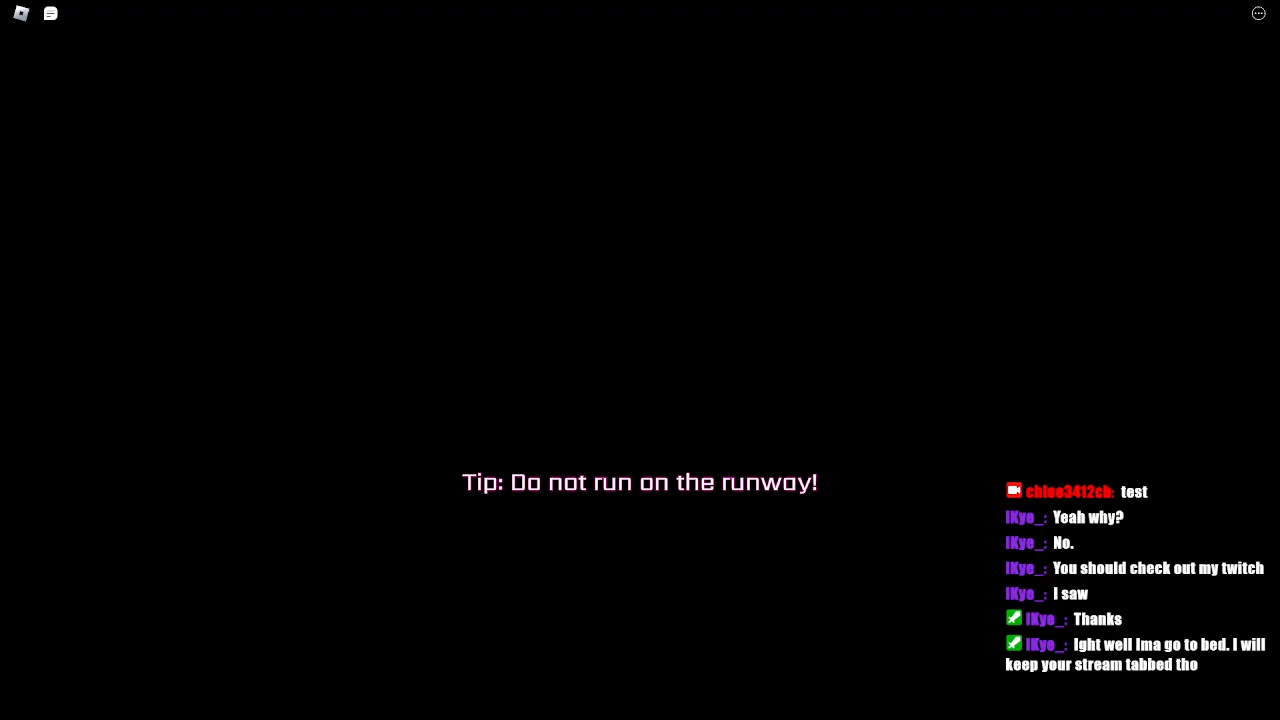 Tip: Do not run on the runway!
chloe3412cb: test
IKye_: Yeah why?
IKye_: No.
IKye_: You should check out my twitch
IKye_: I saw
IKye_: Thanks
IKye_: Ight well Ima go to bed. I will
keep your stream tabbed tho